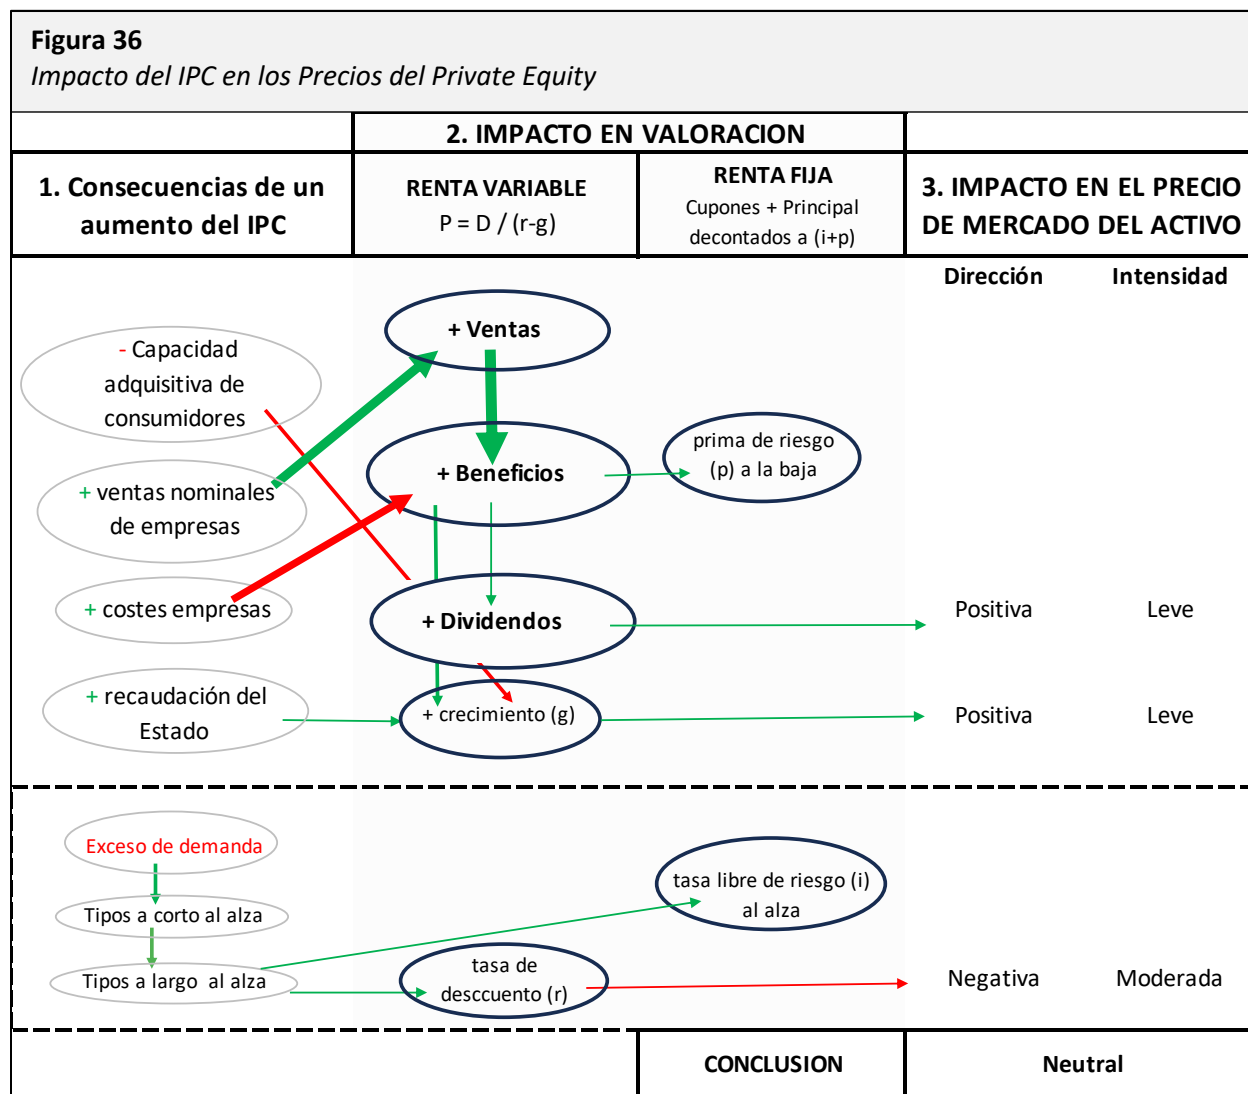 Figura 36
Impacto del IPC en los Precios del Private Equity
2. IMPACTO EN VALORACION
1. Consecuencias de un
aumento del IPC
RENTA VARIABLE
P = D / (r-g)
RENTA FIJA
Cupones + Principal
decontados a (i+p)
3. IMPACTO EN EL PRECIO
DE MERCADO DEL ACTIVO
Dirección Intensidad
- Capacidad
adquisitiva de
consumidores
+ Ventas
+ ventas nominales
de empresas
+ Beneficios
prima de riesgo
(p) a la baja
+ costes empresas
+ Dividendos
Positiva Leve
+ recaudación del
Estado
+ crecimiento (g)
Positiva Leve
Exceso de demanda
Tipos a corto al alza
Tipos a largo al alza
tasa libre de riesgo (i)
al alza
tasa de
desccuento (r)
Negativa Moderada
CONCLUSION Neutral